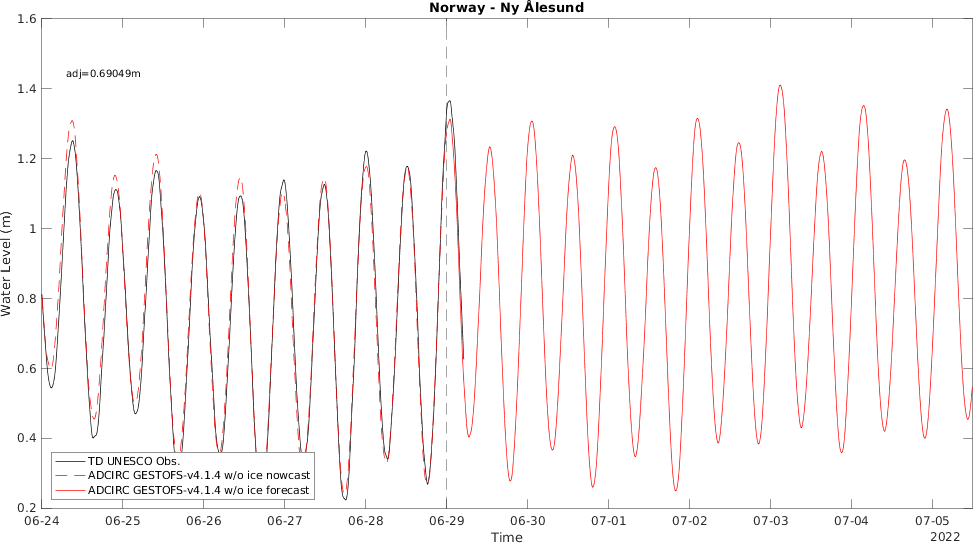 Norway - Ny Ålesund
1.6
adj=0.69049m
1.4
1.2
1
0.8
0.6
0.4
0.2
Water Level (m)
TD UNESCO Obs.
ADCIRC GESTOFS-v4.1.4 w/o ice nowcast
ADCIRC GESTOFS-v4.1.4 w/o ice forecast
06-24 06-25 06-26 06-27 06-28 06-29 06-30 07-01 07-02 07-03 07-04 07-05
Time
2022